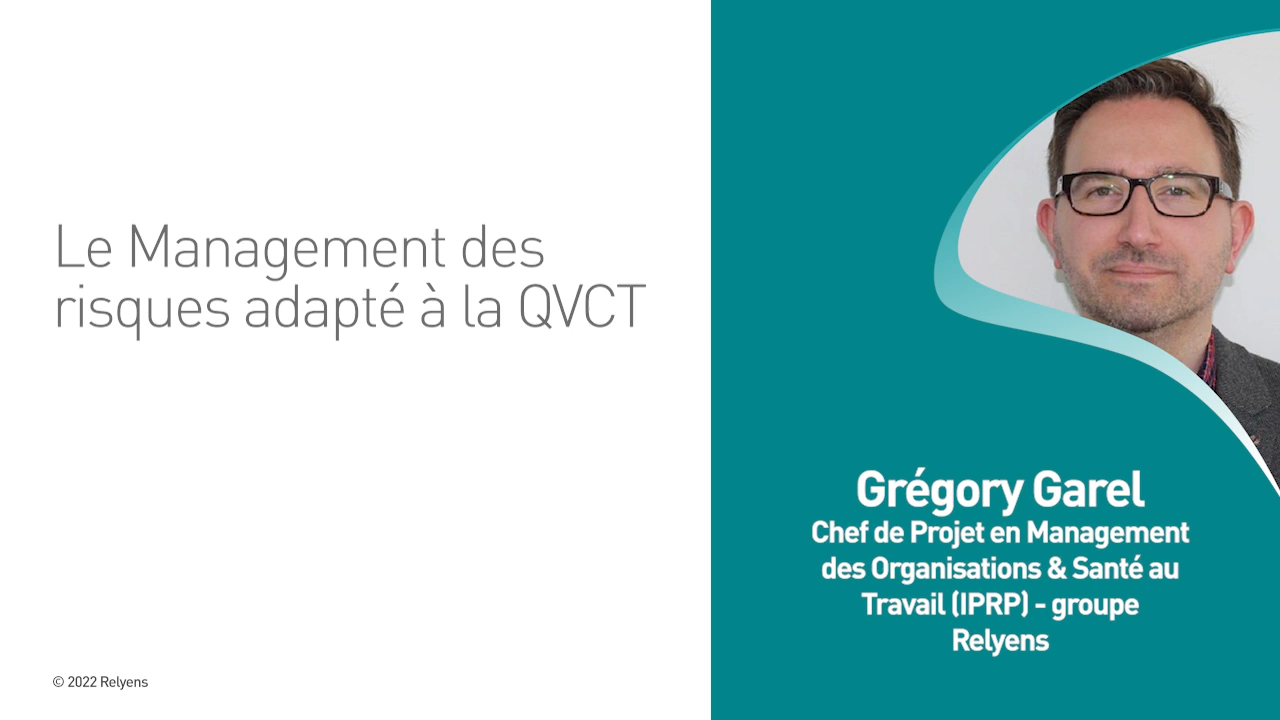 Le Management des
risques adapté à la QVCT
Grégory Garel
Chef de Projet en Management
des Organisations & Santé au
Travail (IPRP) - groupe
Relyens
© 2022 Relyens